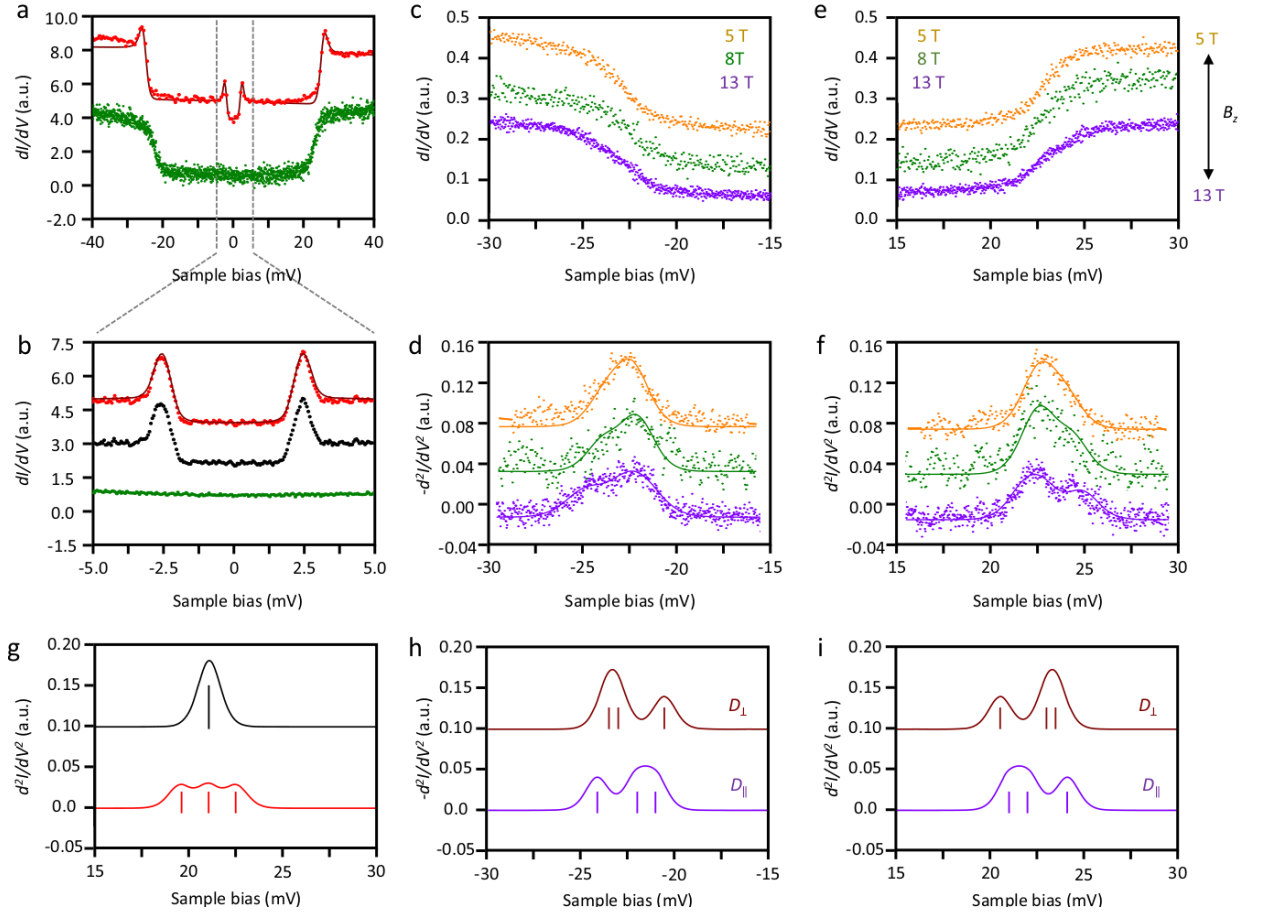 a
10.0
8.0
6.0
4.0
2.0
0.0
-2.0
dI/dV (a.u.)
-40
-20
0
20
40
Sample bias (mV)
c
0.5
0.4
0.3
0.2
0.1
0.0
dI/dV (a.u.)
5 T
8T
13 T
-30
-25
-20
-15
Sample bias (mV)
e
0.5
0.4
0.3
0.2
0.1
0.0
dI/dV (a.u.)
5 T
8 T
13 T
15
20
25
30
Sample bias (mV)
5 T
Bz
13 T
b
7.5
6.0
4.5
3.0
1.5
0.0
-1.5
dI/dV (a.u.)
-5.0
-2.5
0
2.5
5.0
Sample bias (mV)
d
0.16
0.12
0.08
0.04
0.00
-0.04
-d²I/dV² (a.u.)
-30
-25
-20
-15
Sample bias (mV)
f
0.16
0.12
0.08
0.04
0.00
-0.04
d²I/dV² (a.u.)
15
20
25
30
Sample bias (mV)
g
0.20
0.15
0.10
0.05
0.0
-0.05
d²I/dV² (a.u.)
15
20
25
30
Sample bias (mV)
h
0.20
0.15
0.10
0.05
0.0
-0.05
-d²I/dV² (a.u.)
D⊥
D∥
-30
-25
-20
-15
Sample bias (mV)
i
0.20
0.15
0.10
0.05
0.0
-0.05
d²I/dV² (a.u.)
D⊥
D∥
15
20
25
30
Sample bias (mV)